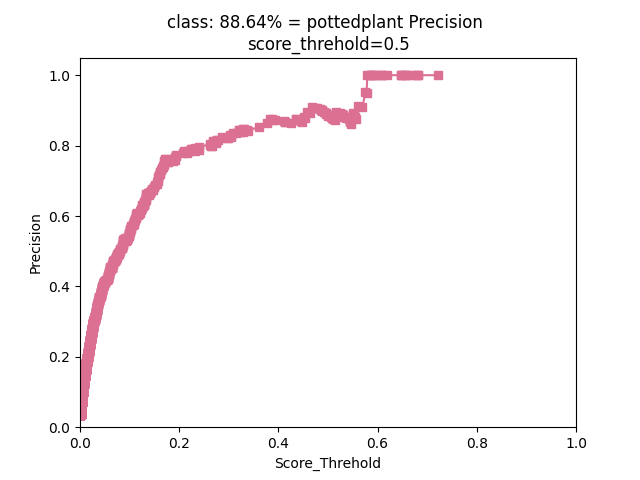 class: 88.64% = pottedplant Precision
score_threhold=0.5
1.0
0.8
0.6
0.4
0.2
0.0
Precision
0.0 0.2 0.4 0.6 0.8 1.0
Score_Threhold